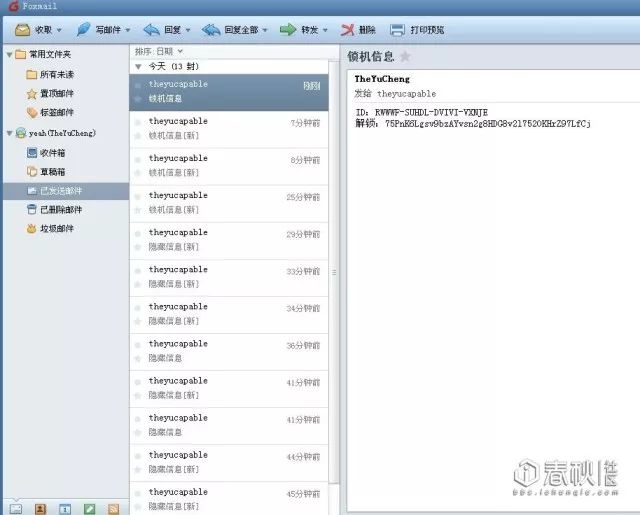 Foxmail
收取 写邮件 回复 回复全部 转发 删除 打印预览
常用文件夹
所有未读
置顶邮件
标签邮件
yeah(TheYuCheng)
收件箱
草稿箱
已发送邮件
已删除邮件
垃圾邮件
排序: 日期
今天 (13 封)
theyucapable 刚刚
锁机信息
theyucapable 7分钟前
锁机信息[新]
theyucapable 8分钟前
锁机信息[新]
theyucapable 25分钟前
锁机信息[新]
theyucapable 29分钟前
隐藏信息[新]
theyucapable 33分钟前
隐藏信息[新]
theyucapable 34分钟前
隐藏信息[新]
theyucapable 36分钟前
隐藏信息
theyucapable 41分钟前
隐藏信息[新]
theyucapable 41分钟前
隐藏信息
theyucapable 44分钟前
隐藏信息[新]
theyucapable 45分钟前
隐藏信息[新]
锁机信息
TheYuCheng
发给 theyucapable
ID: RWWWF-SUHDL-DVIVI-VXNJE
解锁: 75PnK6Lgsv9bzAYvsn2g8HDG8v2l7520KHrZ97LfCj
春秋社区
bbs.ichunqiu.com